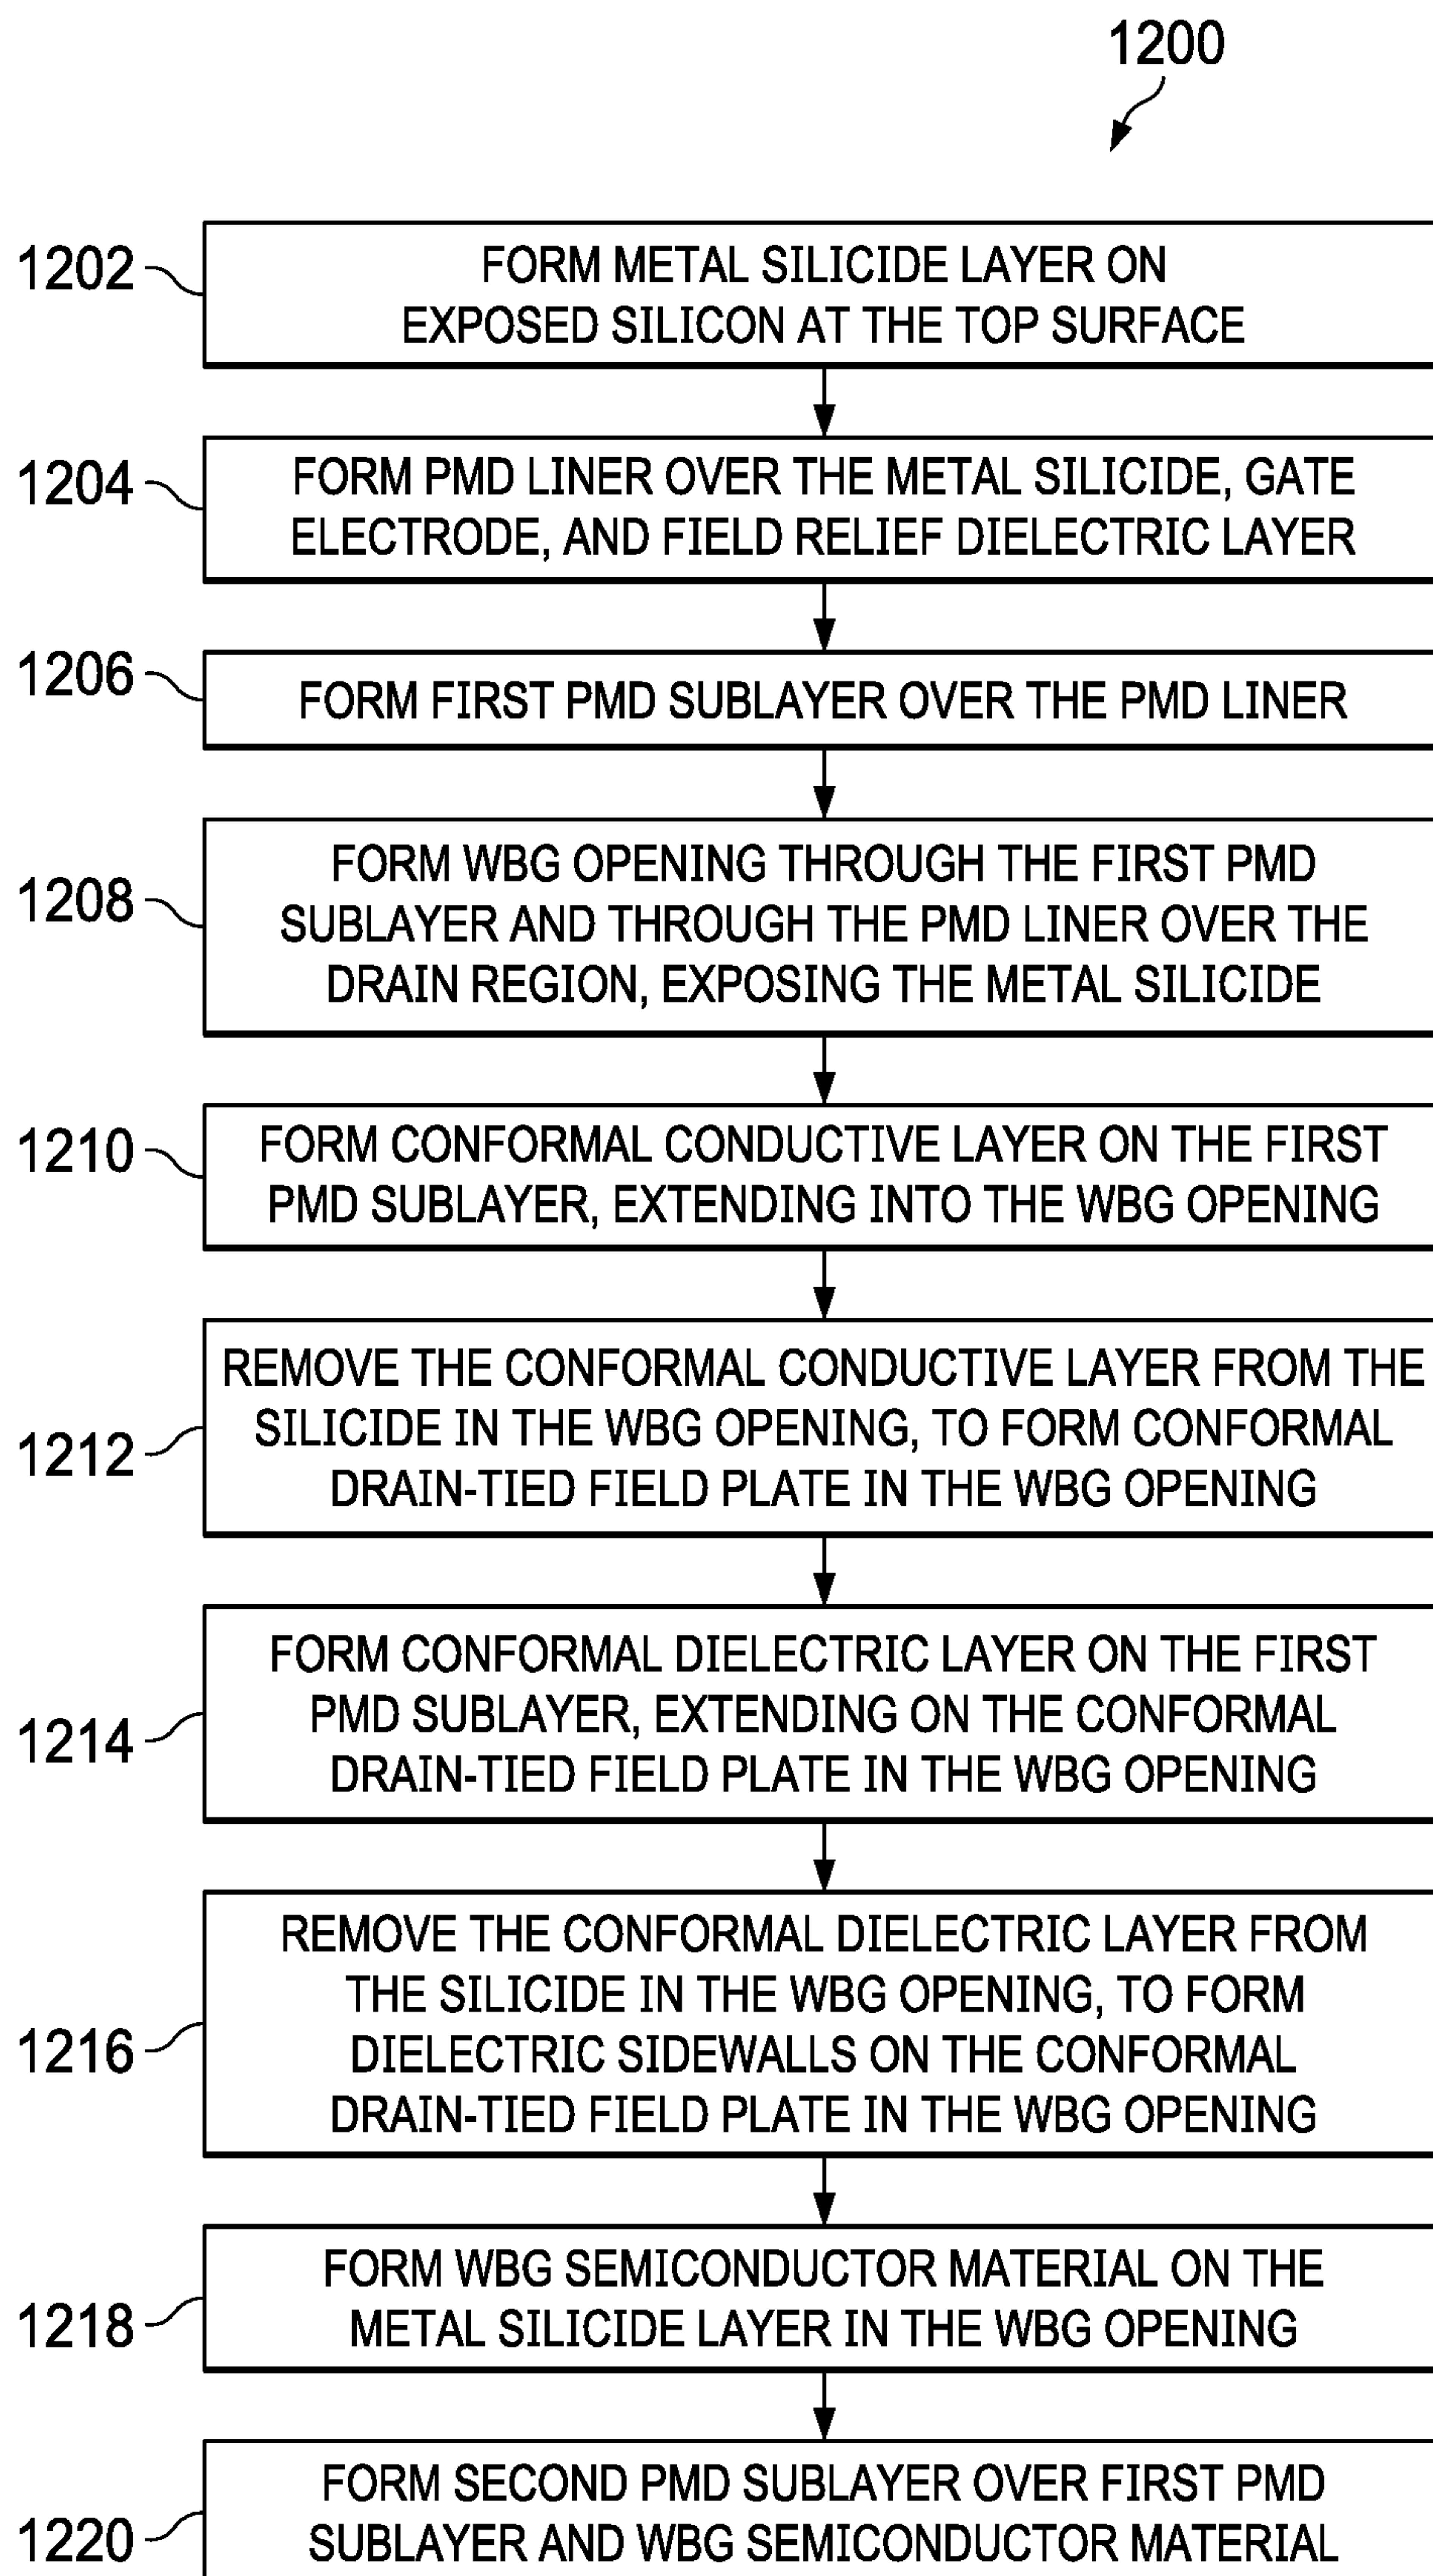 1200
1202
FORM METAL SILICIDE LAYER ON
EXPOSED SILICON AT THE TOP SURFACE
1204
FORM PMD LINER OVER THE METAL SILICIDE, GATE
ELECTRODE, AND FIELD RELIEF DIELECTRIC LAYER
1206
FORM FIRST PMD SUBLAYER OVER THE PMD LINER
1208
FORM WBG OPENING THROUGH THE FIRST PMD
SUBLAYER AND THROUGH THE PMD LINER OVER THE
DRAIN REGION, EXPOSING THE METAL SILICIDE
1210
FORM CONFORMAL CONDUCTIVE LAYER ON THE FIRST
PMD SUBLAYER, EXTENDING INTO THE WBG OPENING
1212
REMOVE THE CONFORMAL CONDUCTIVE LAYER FROM THE
SILICIDE IN THE WBG OPENING, TO FORM CONFORMAL
DRAIN-TIED FIELD PLATE IN THE WBG OPENING
1214
FORM CONFORMAL DIELECTRIC LAYER ON THE FIRST
PMD SUBLAYER, EXTENDING ON THE CONFORMAL
DRAIN-TIED FIELD PLATE IN THE WBG OPENING
1216
REMOVE THE CONFORMAL DIELECTRIC LAYER FROM
THE SILICIDE IN THE WBG OPENING, TO FORM
DIELECTRIC SIDEWALLS ON THE CONFORMAL
DRAIN-TIED FIELD PLATE IN THE WBG OPENING
1218
FORM WBG SEMICONDUCTOR MATERIAL ON THE
METAL SILICIDE LAYER IN THE WBG OPENING
1220
FORM SECOND PMD SUBLAYER OVER FIRST PMD
SUBLAYER AND WBG SEMICONDUCTOR MATERIAL